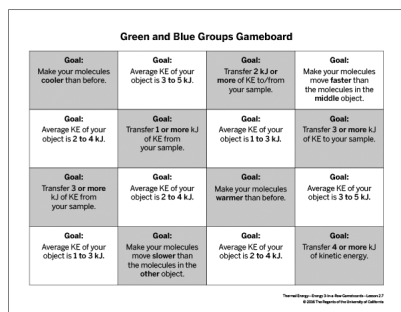 Green and Blue Groups Gameboard
Goal:
Make your molecules
cooler than before.
Goal:
Average KE of your
object is 3 to 5 kJ.
Goal:
Transfer 2 kJ or
more of KE to/from
your sample.
Goal:
Make your molecules
move faster than
the molecules in the
middle object.
Goal:
Average KE of your
object is 2 to 4 kJ.
Goal:
Transfer 1 or more kJ
of KE from
your sample.
Goal:
Average KE of your
object is 1 to 3 kJ.
Goal:
Transfer 3 or more kJ
of KE to your sample.
Goal:
Transfer 3 or more
kJ of KE from
your sample.
Goal:
Average KE of your
object is 2 to 4 kJ.
Goal:
Make your molecules
warmer than before.
Goal:
Average KE of your
object is 3 to 5 kJ.
Goal:
Average KE of your
object is 1 to 3 kJ.
Goal:
Make your molecules
move slower than
the molecules in the
other object.
Goal:
Average KE of your
object is 2 to 4 kJ.
Goal:
Transfer 4 or more kJ
of kinetic energy.
Thermal Energy—Energy 3-in-a-Row Gameboards—Lesson 2.7
The Regents of the University of California